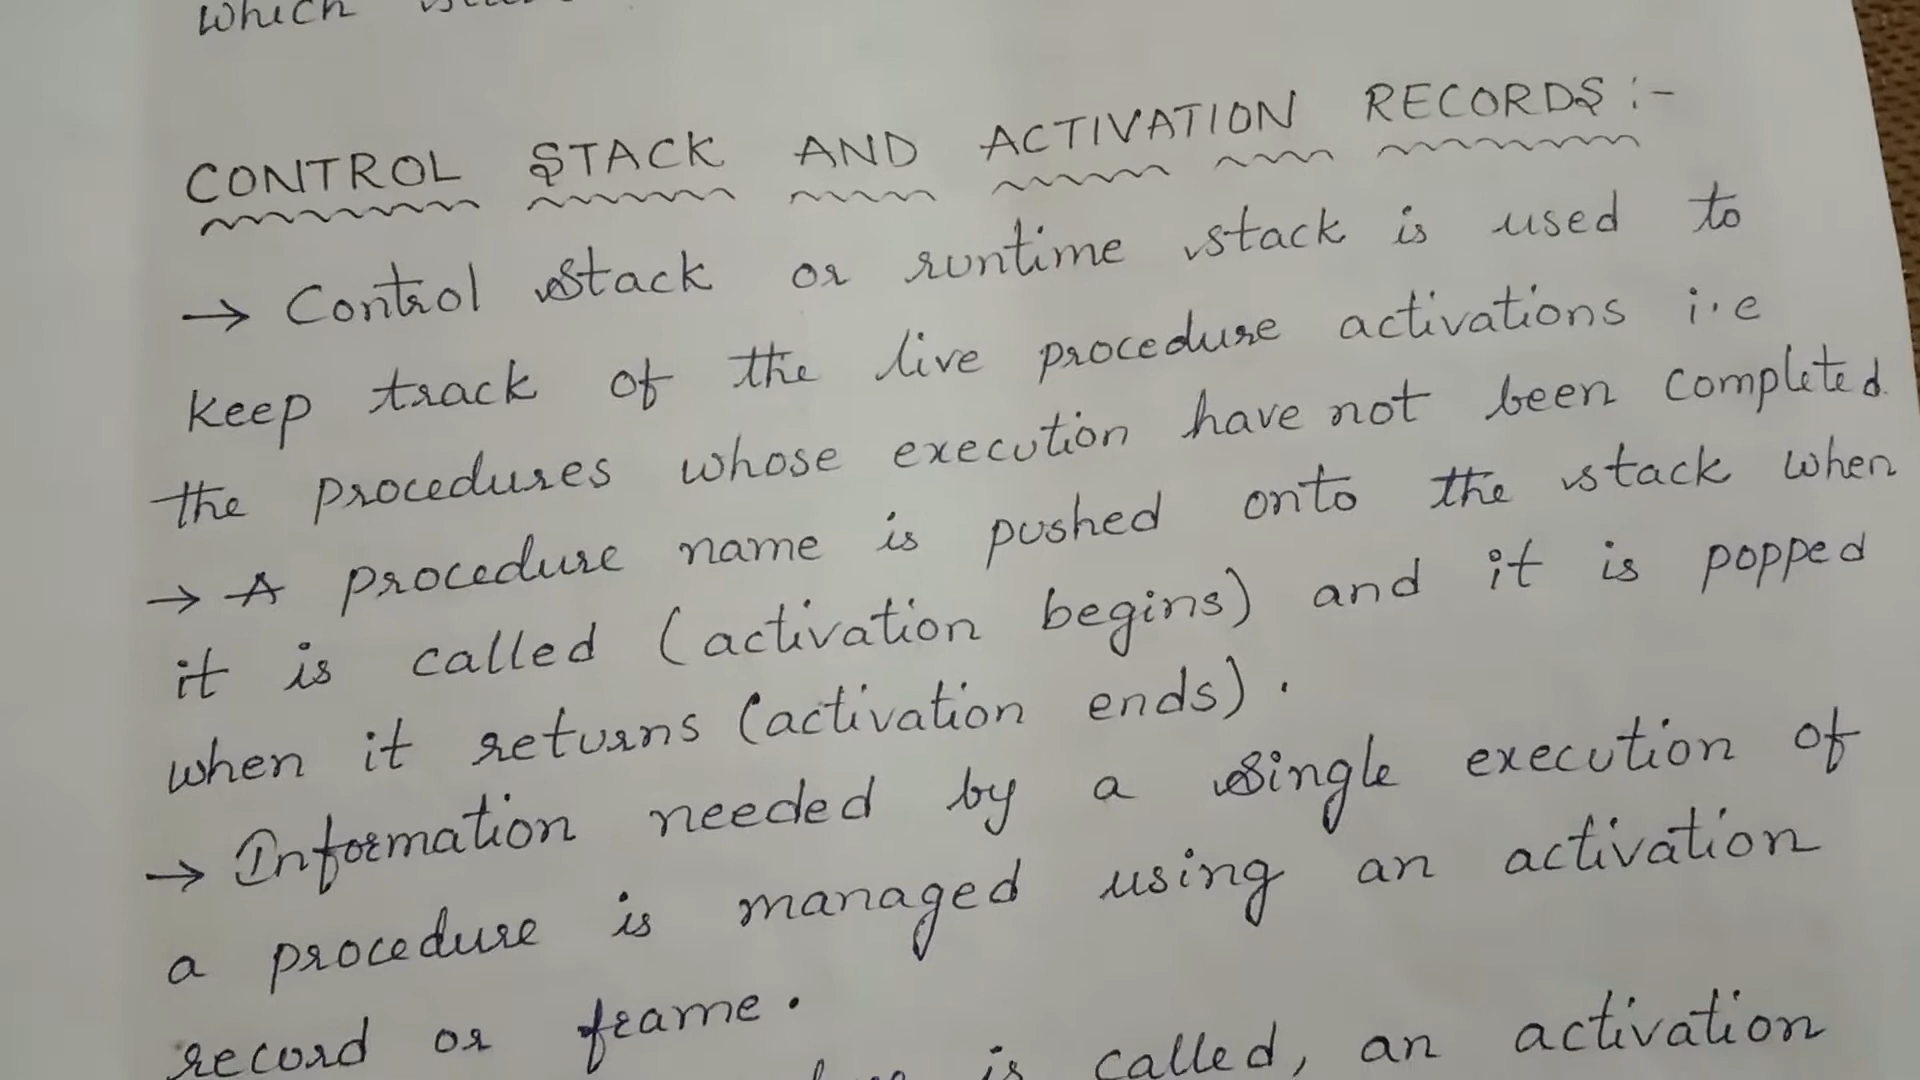 which
CONTROL STACK AND ACTIVATION RECORDS :-
→ Control stack or runtime stack is used to
keep track of the live procedure activations i.e
the procedures whose execution have not been completed.
→ A procedure name is pushed onto the stack when
it is called (activation begins) and it is popped
when it returns (activation ends).
→ Information needed by a single execution of
a procedure is managed using an activation
record or frame.
is called, an activation